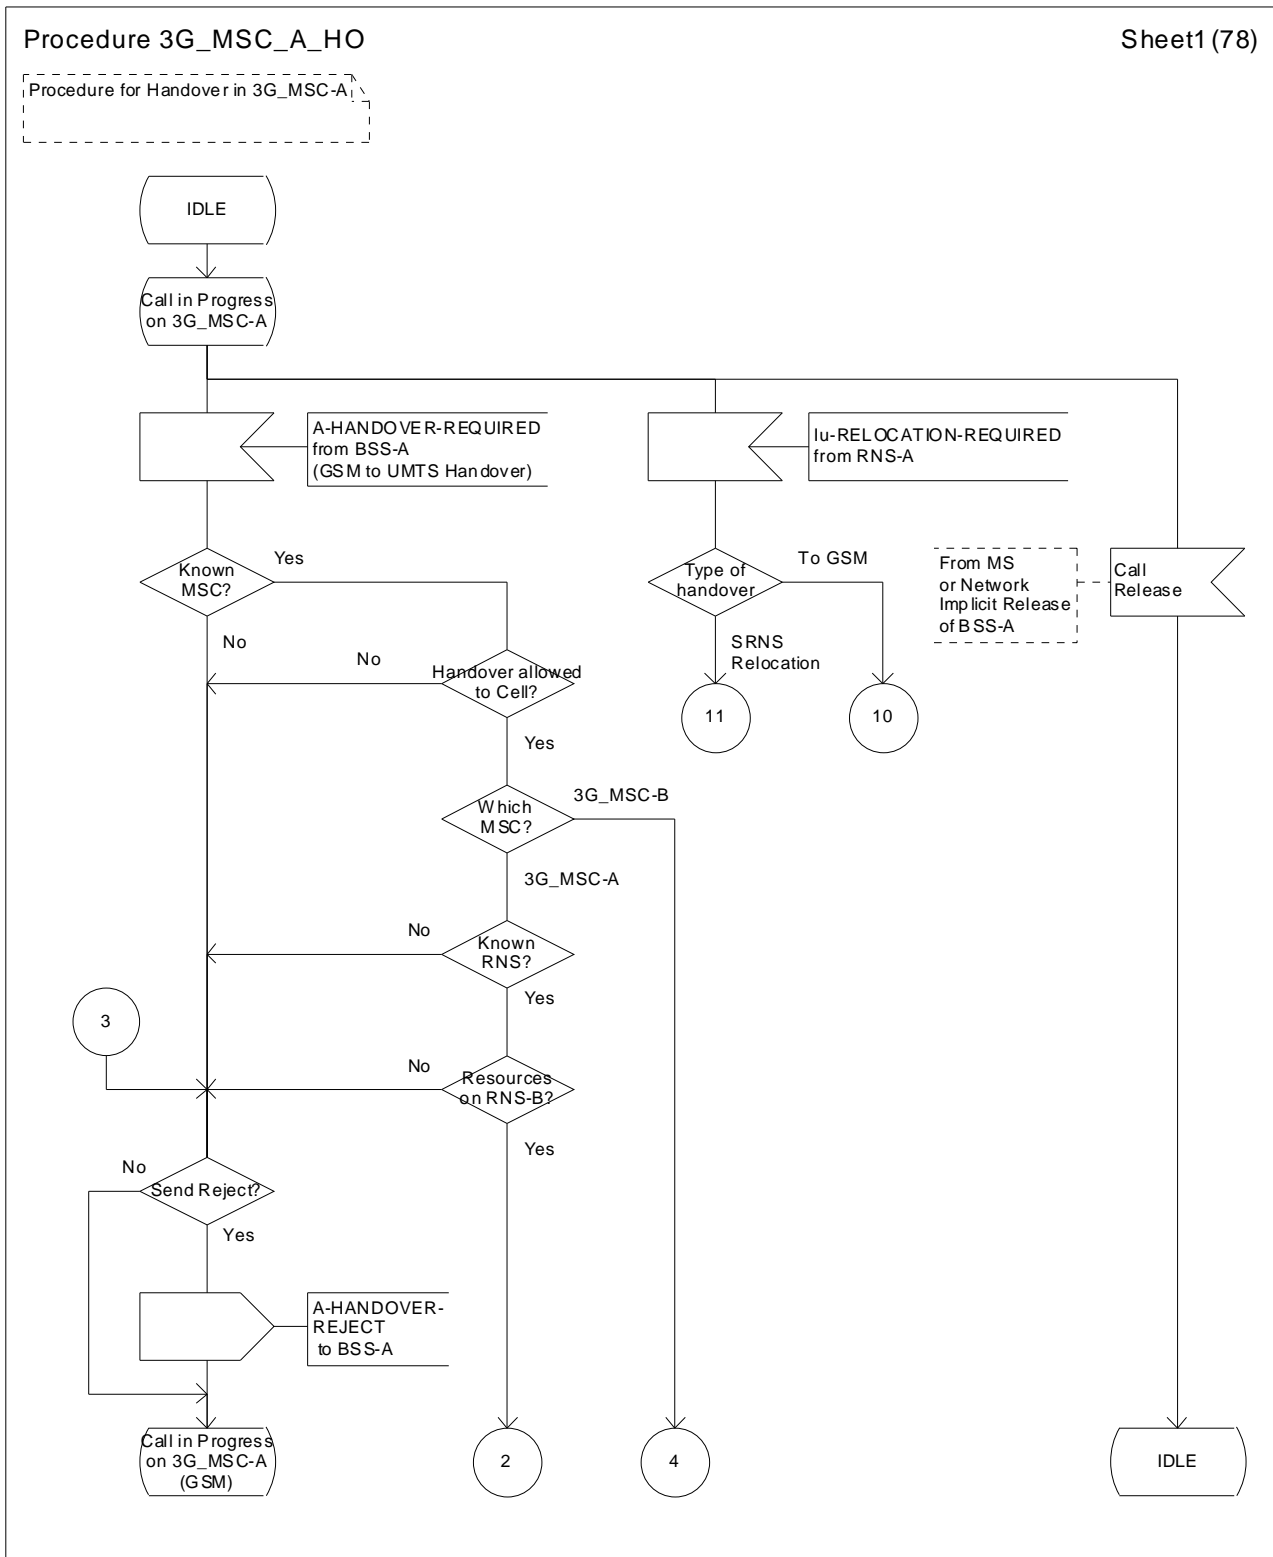 Procedure 3G_MSC_A_HO
Sheet1 (78)
Procedure for Handover in 3G_MSC-A
IDLE
Call in Progress
on 3G_MSC-A
A-HANDOVER-REQUIRED
from BSS-A
(GSM to UMTS Handover)
Iu-RELOCATION-REQUIRED
from RNS-A
Known
MSC?
Yes
No
Type of
handover
To GSM
SRNS
Relocation
From MS
or Network
Implicit Release
of BSS-A
Call
Release
No
Handover allowed
to Cell?
Yes
11
10
Which
MSC?
3G_MSC-B
3G_MSC-A
No
Known
RNS?
Yes
3
No
Resources
on RNS-B?
Yes
No
Send Reject?
Yes
A-HANDOVER-
REJECT
to BSS-A
Call in Progress
on 3G_MSC-A
(GSM)
2
4
IDLE